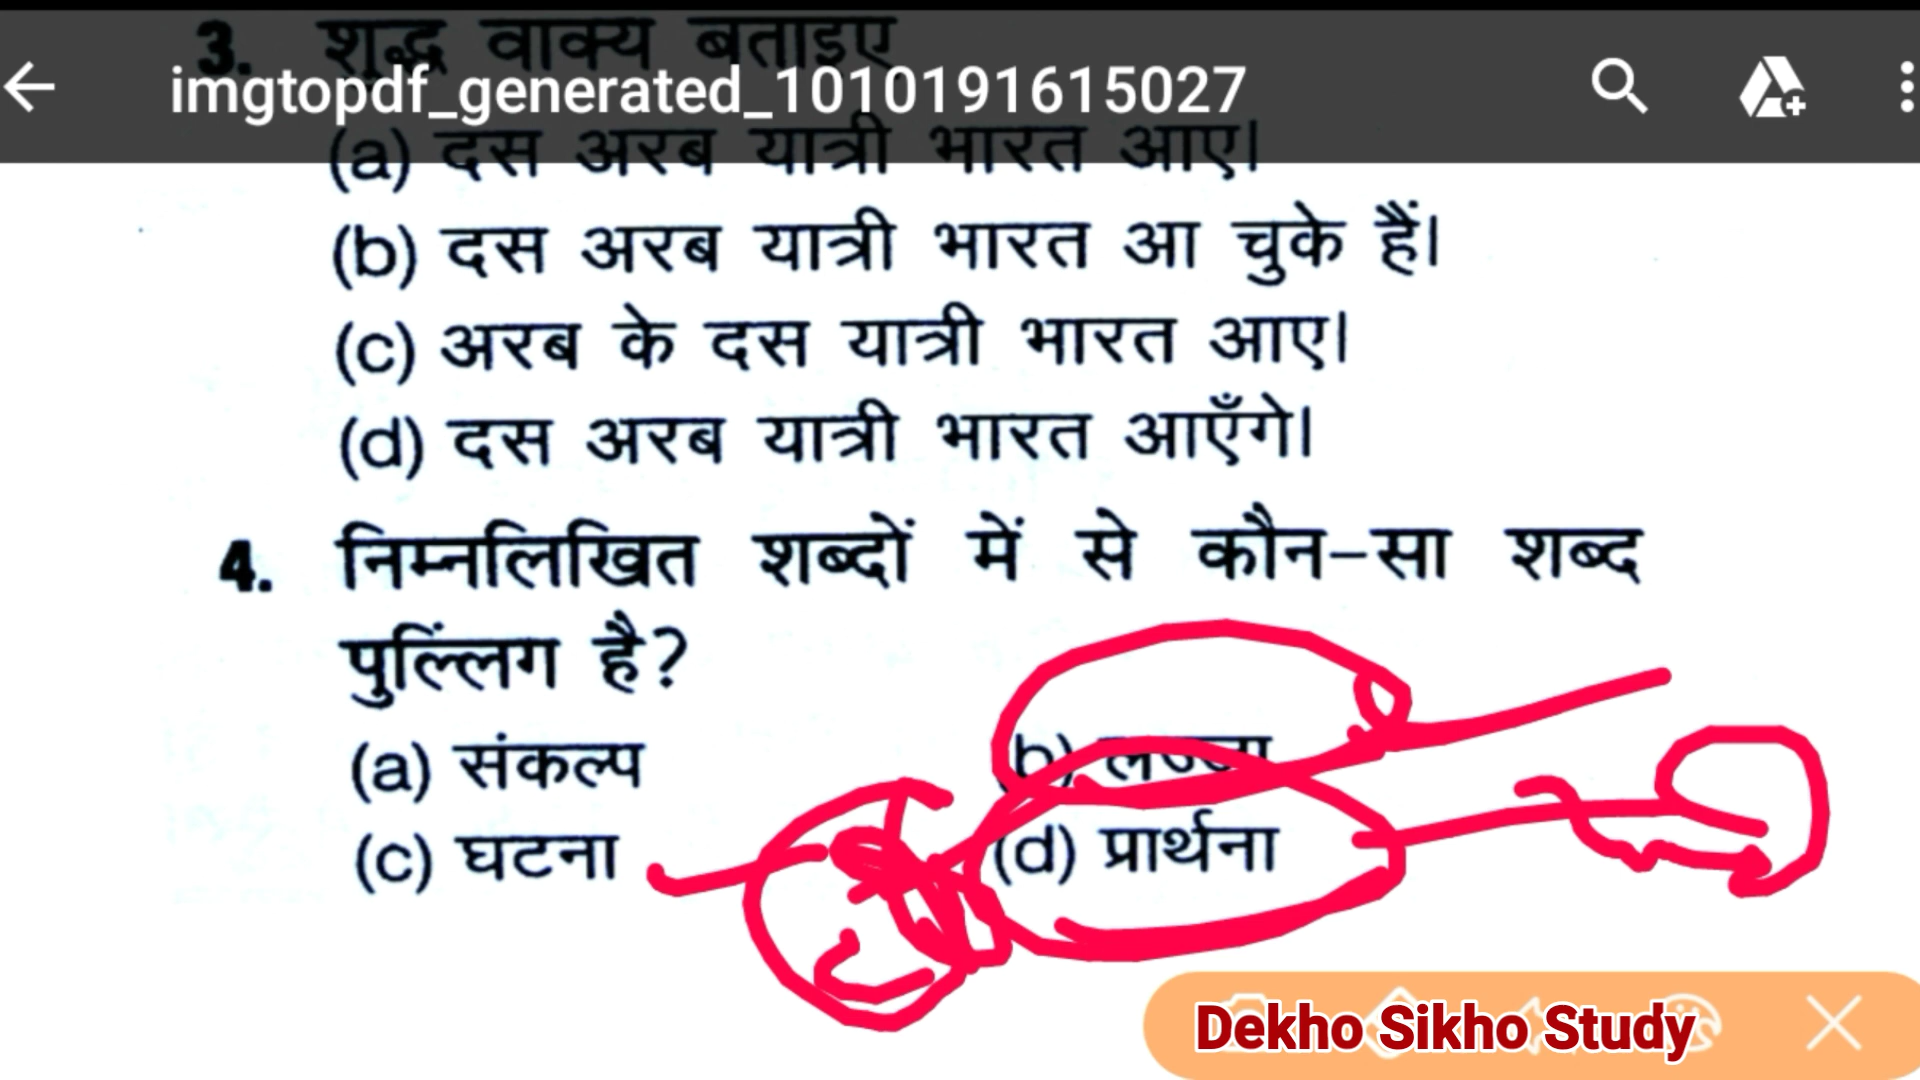 3. शुद्ध वाक्य बताइए
imgtopdf_generated_1010191615027
(a) दस अरब यात्री भारत आए।
(b) दस अरब यात्री भारत आ चुके हैं।
(c) अरब के दस यात्री भारत आए।
(d) दस अरब यात्री भारत आएँगे।
4. निम्नलिखित शब्दों में से कौन-सा शब्द
पुल्लिंग है?
(a) संकल्प (b) लज्जा
(c) घटना (d) प्रार्थना
Dekho Sikho Study